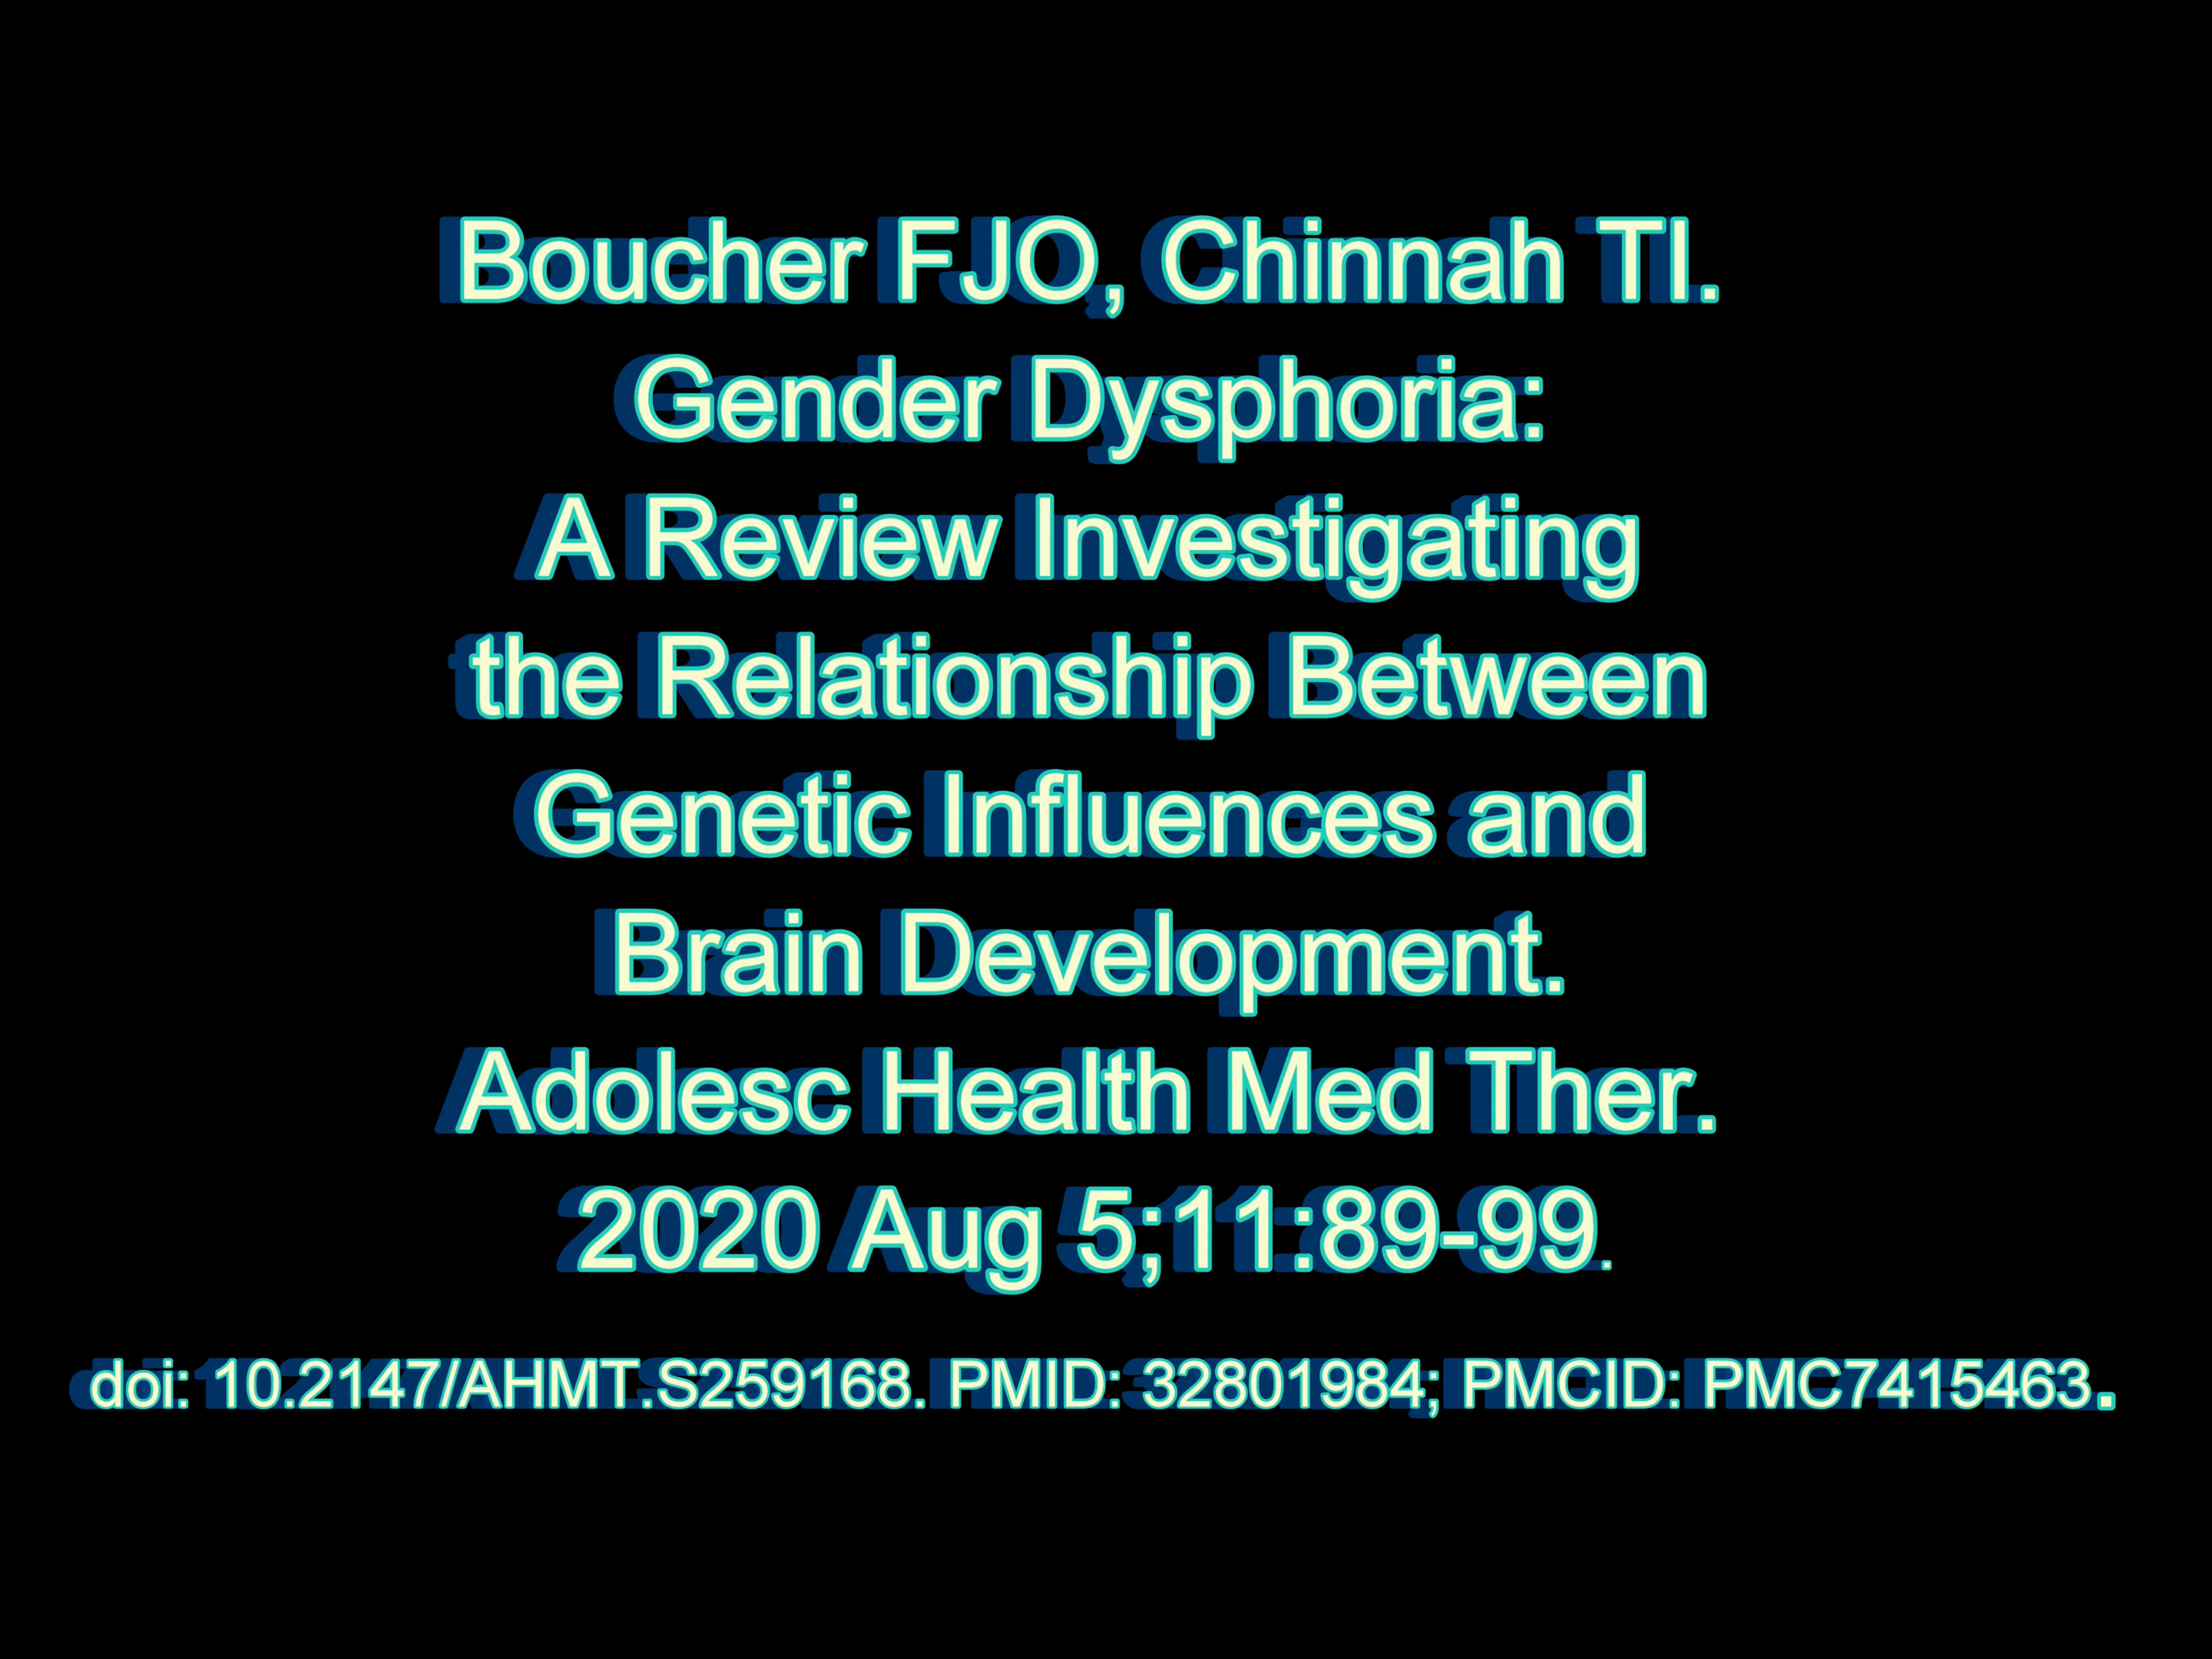 Boucher FJO, Chinnah TI.
Gender Dysphoria:
A Review Investigating
the Relationship Between
Genetic Influences and
Brain Development.
Adolesc Health Med Ther.
2020 Aug 5;11:89-99.
doi: 10.2147/AHMT.S259168. PMID: 32801984; PMCID: PMC7415463.